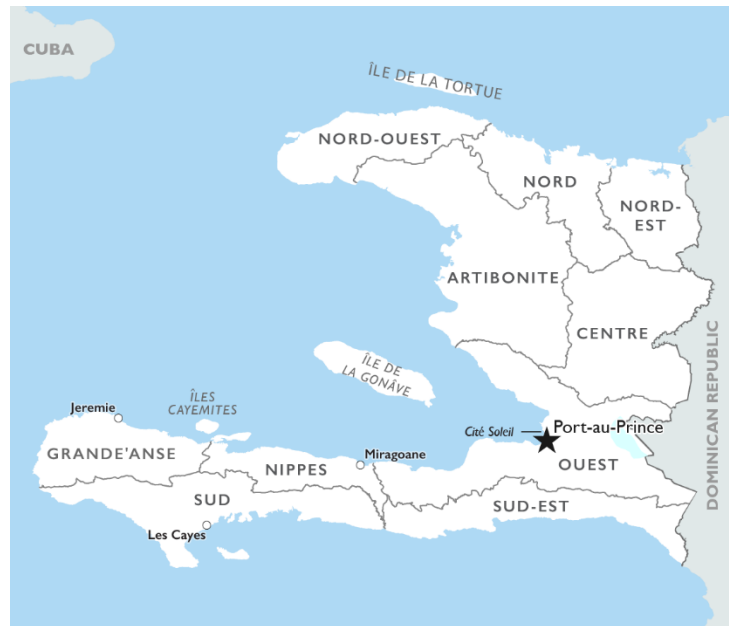 CUBA
ÎLE DE LA TORTUE
NORD-OUEST
NORD
NORD-
EST
ARTIBONITE
CENTRE
DOMINICAN REPUBLIC
ÎLE DE
LA GONÂVE
ÎLES
CAYEMITES
Jeremie
Cité Soleil
Port-au-Prince
GRANDE'ANSE
NIPPES
Miragoane
OUEST
SUD
SUD-EST
Les Cayes